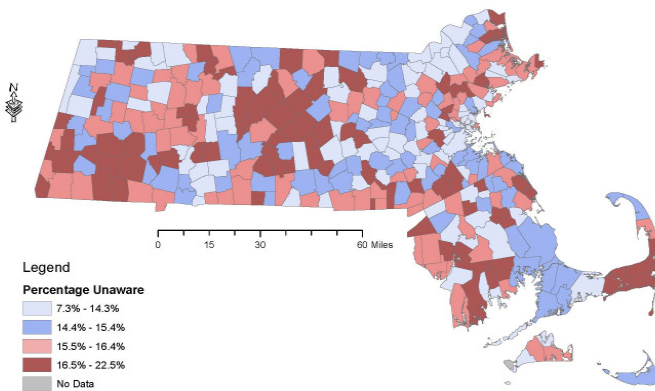 0 15 30 60 Miles
Legend
Percentage Unaware
7.3% - 14.3%
14.4% - 15.4%
15.5% - 16.4%
16.5% - 22.5%
No Data